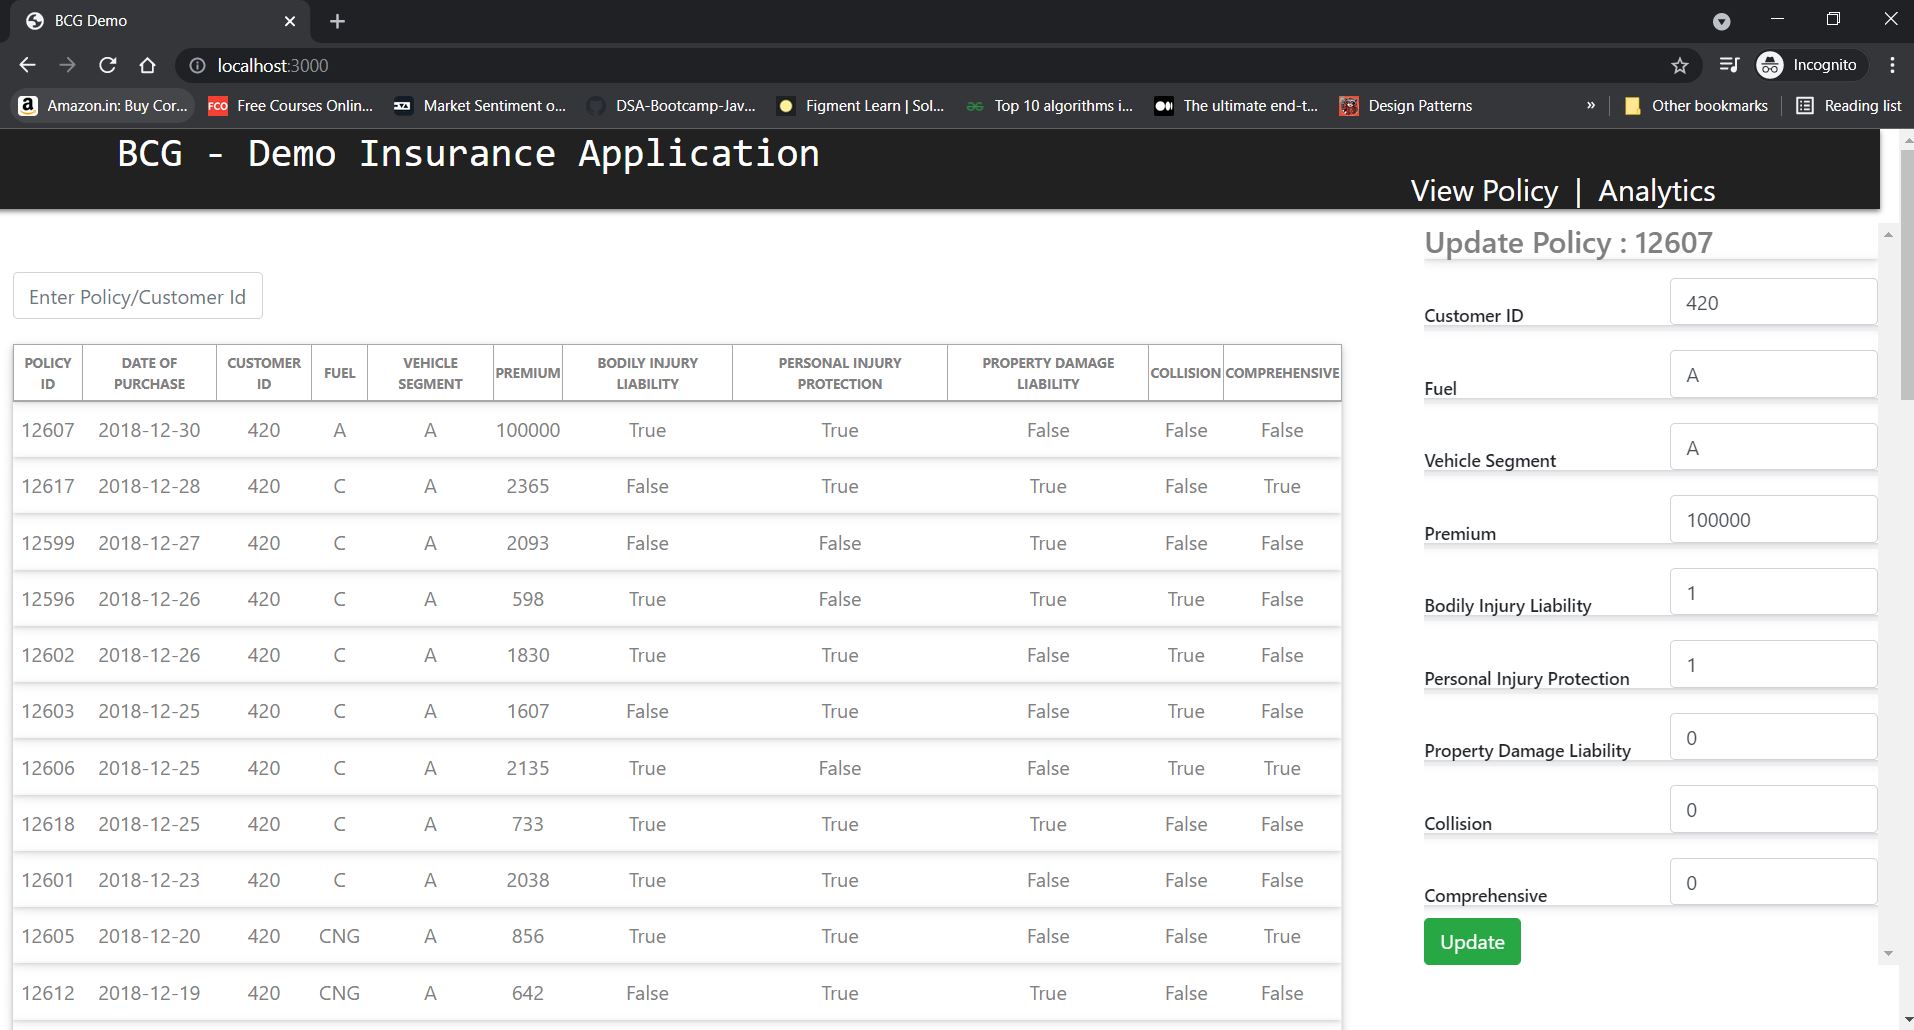 BCG Demo
localhost:3000
Incognito
Amazon.in: Buy Cor...
FCO
Free Courses Onlin...
Market Sentiment o...
DSA-Bootcamp-Jav...
Figment Learn | Sol...
Top 10 algorithms i...
The ultimate end-t...
Design Patterns
»
Other bookmarks
Reading list
BCG - Demo Insurance Application
View Policy | Analytics
Enter Policy/Customer Id
POLICY ID DATE OF PURCHASE CUSTOMER ID FUEL VEHICLE SEGMENT PREMIUM BODILY INJURY LIABILITY PERSONAL INJURY PROTECTION PROPERTY DAMAGE LIABILITY COLLISION COMPREHENSIVE
12607 2018-12-30 420 A A 100000 True True False False False
12617 2018-12-28 420 C A 2365 False True True False True
12599 2018-12-27 420 C A 2093 False False True False False
12596 2018-12-26 420 C A 598 True False True True False
12602 2018-12-26 420 C A 1830 True True False True False
12603 2018-12-25 420 C A 1607 False True False True False
12606 2018-12-25 420 C A 2135 True False False True True
12618 2018-12-25 420 C A 733 True True True False False
12601 2018-12-23 420 C A 2038 True True False False False
12605 2018-12-20 420 CNG A 856 True True False False True
12612 2018-12-19 420 CNG A 642 False True True False False
Update Policy : 12607
Customer ID 420
Fuel A
Vehicle Segment A
Premium 100000
Bodily Injury Liability 1
Personal Injury Protection 1
Property Damage Liability 0
Collision 0
Comprehensive 0
Update